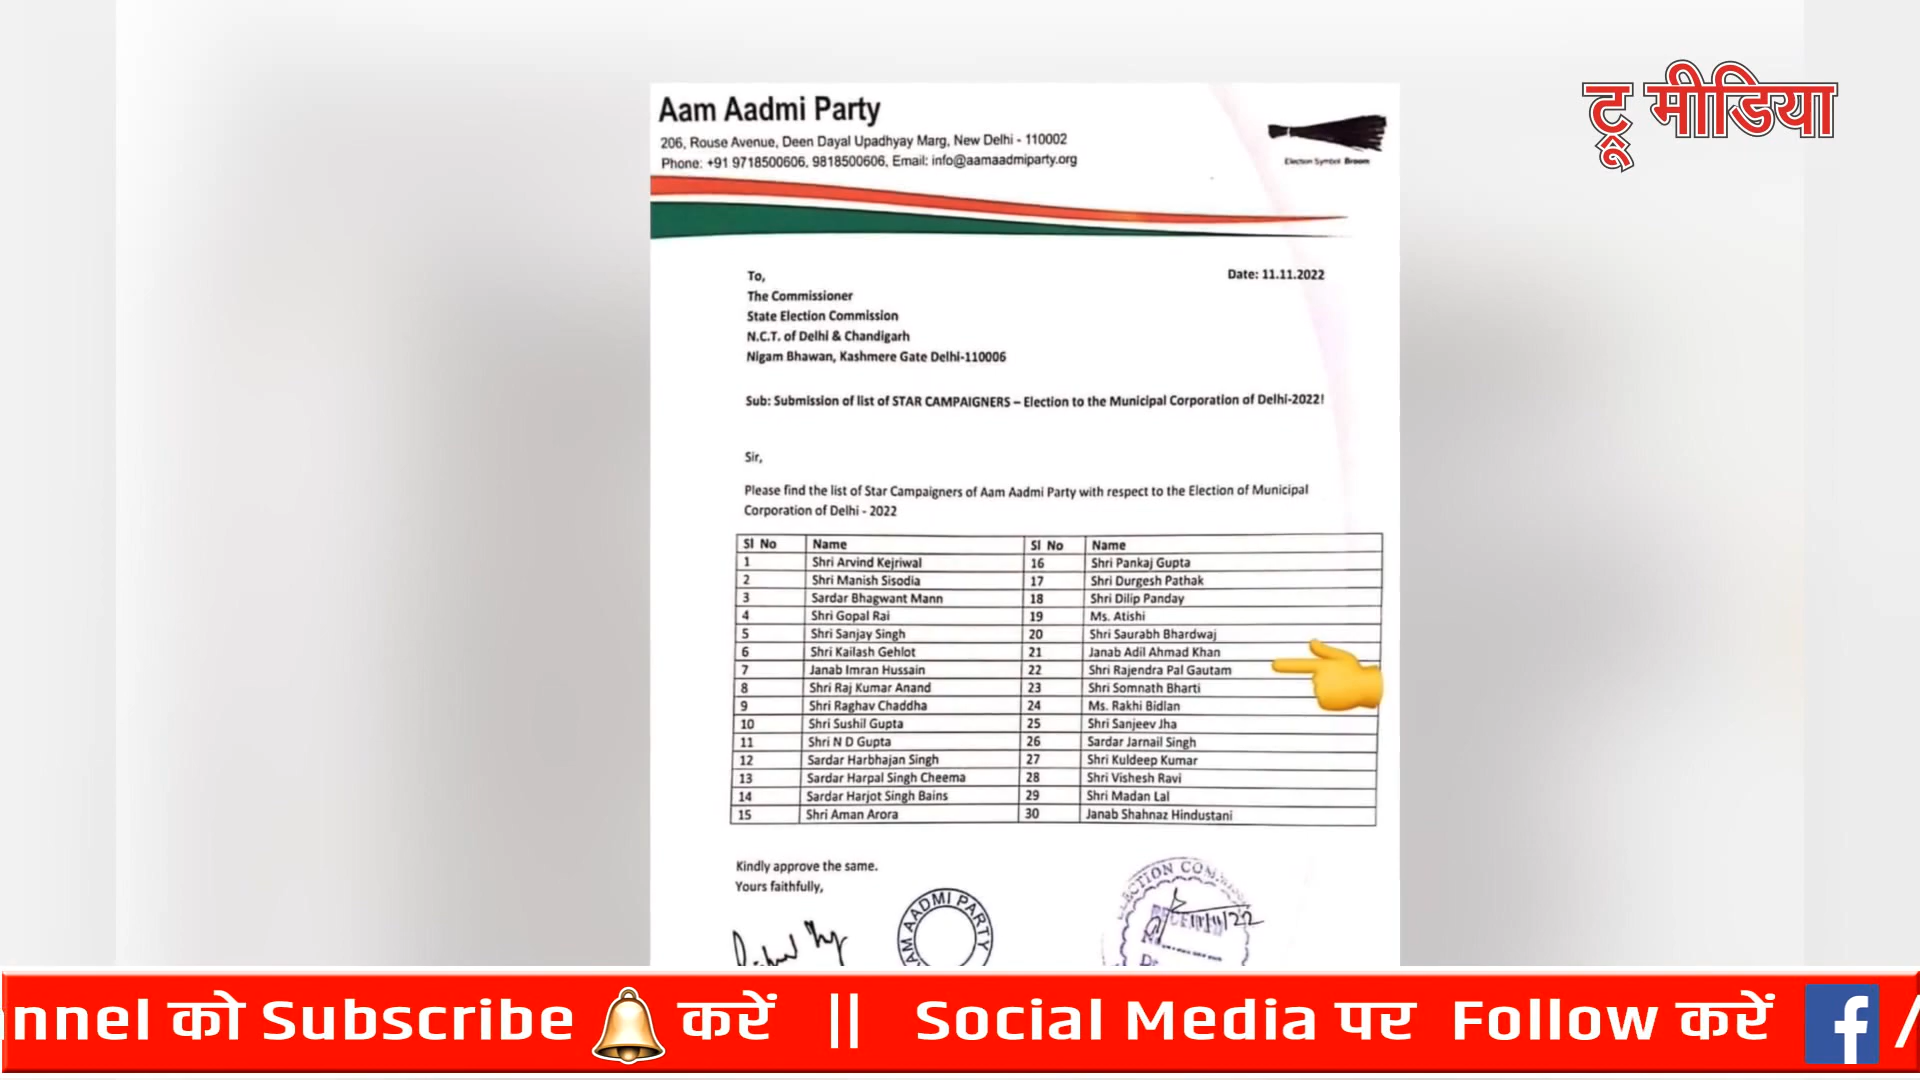 टू मीडिया
Aam Aadmi Party
206, Rouse Avenue, Deen Dayal Upadhyay Marg, New Delhi - 110002
Phone: +91 9718500606, 9818500606, Email: info@aamaadmiparty.org
Election Symbol Broom
To,
Date: 11.11.2022
The Commissioner
State Election Commission
N.C.T. of Delhi & Chandigarh
Nigam Bhawan, Kashmere Gate Delhi-110006
Sub: Submission of list of STAR CAMPAIGNERS – Election to the Municipal Corporation of Delhi-2022!
Sir,
Please find the list of Star Campaigners of Aam Aadmi Party with respect to the Election of Municipal
Corporation of Delhi - 2022
Sl No Name Sl No Name
1 Shri Arvind Kejriwal 16 Shri Pankaj Gupta
2 Shri Manish Sisodia 17 Shri Durgesh Pathak
3 Sardar Bhagwant Mann 18 Shri Dilip Panday
4 Shri Gopal Rai 19 Ms. Atishi
5 Shri Sanjay Singh 20 Shri Saurabh Bhardwaj
6 Shri Kailash Gehlot 21 Janab Adil Ahmad Khan
7 Janab Imran Hussain 22 Shri Rajendra Pal Gautam
8 Shri Raj Kumar Anand 23 Shri Somnath Bharti
9 Shri Raghav Chaddha 24 Ms. Rakhi Bidlan
10 Shri Sushil Gupta 25 Shri Sanjeev Jha
11 Shri N D Gupta 26 Sardar Jarnail Singh
12 Sardar Harbhajan Singh 27 Shri Kuldeep Kumar
13 Sardar Harpal Singh Cheema 28 Shri Vishesh Ravi
14 Sardar Harjot Singh Bains 29 Shri Madan Lal
15 Shri Aman Arora 30 Janab Shahnaz Hindustani
Kindly approve the same.
Yours faithfully,
AAM AADMI PARTY
ELECTION
nnel को Subscribe करें || Social Media पर Follow करें f /